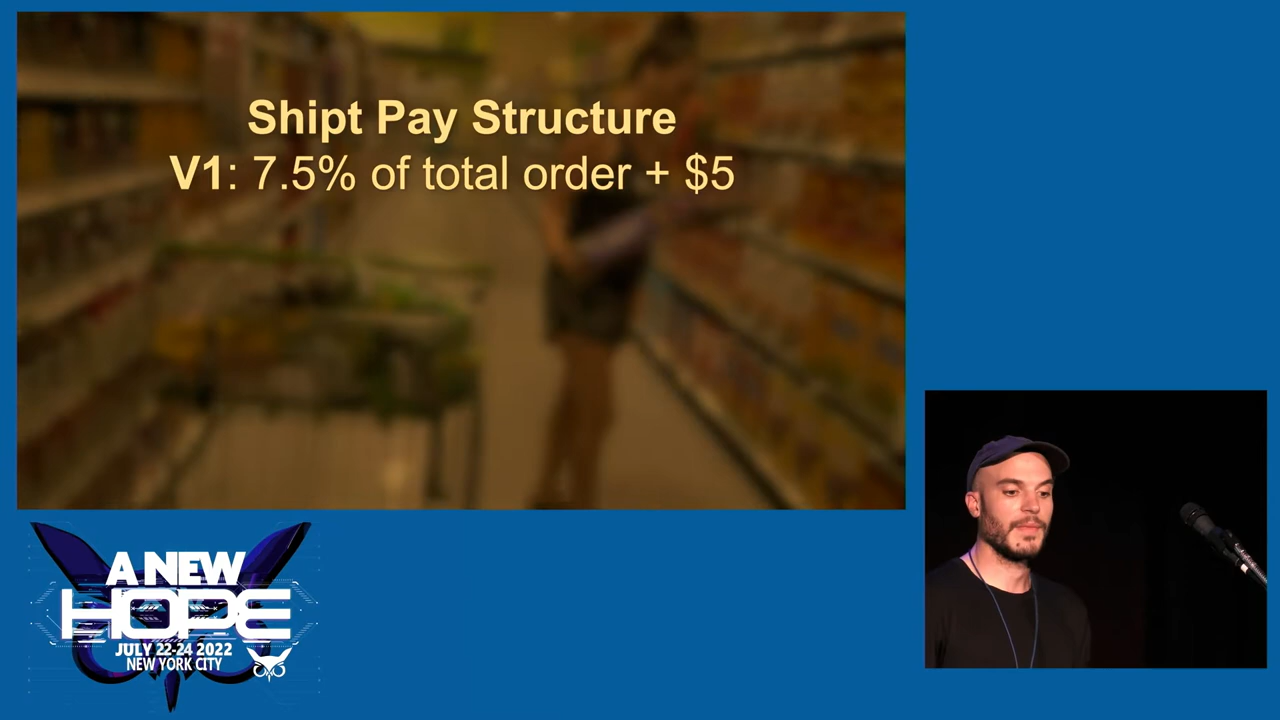 Shipt Pay Structure
V1: 7.5% of total order + $5
A NEW
HOPE
JULY 22-24 2022
NEW YORK CITY